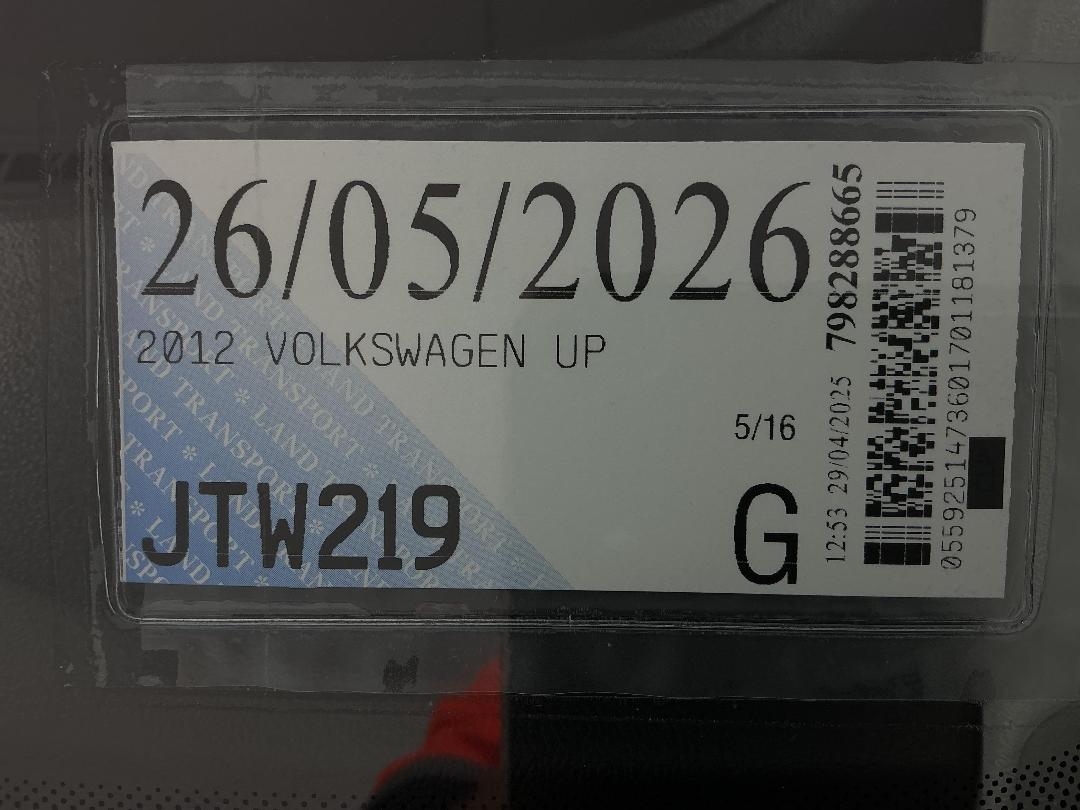 26/05/2026
2012 VOLKSWAGEN UP
5/16
JTW219
G
12:53 29/04/2025 798288665
0559251473601701181379
LAND TRANSPORT * LAND TRANSPORT